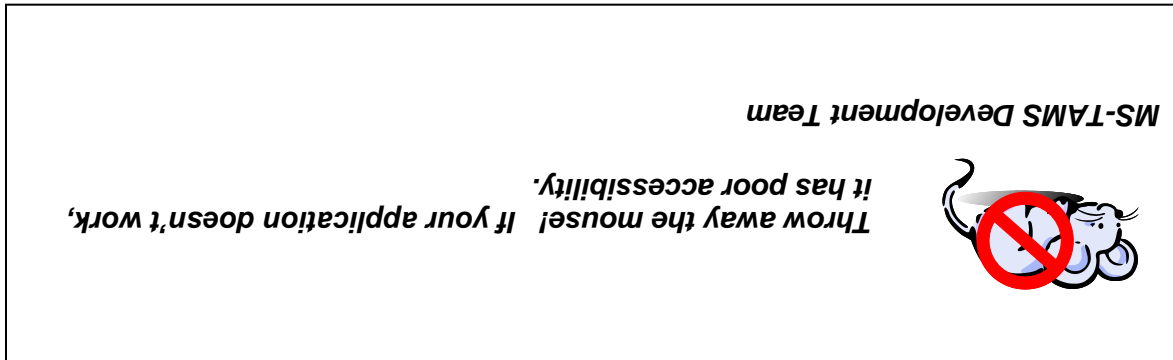 Throw away the mouse!  If your application doesn't work,
it has poor accessibility.
MS-TAMS Development Team